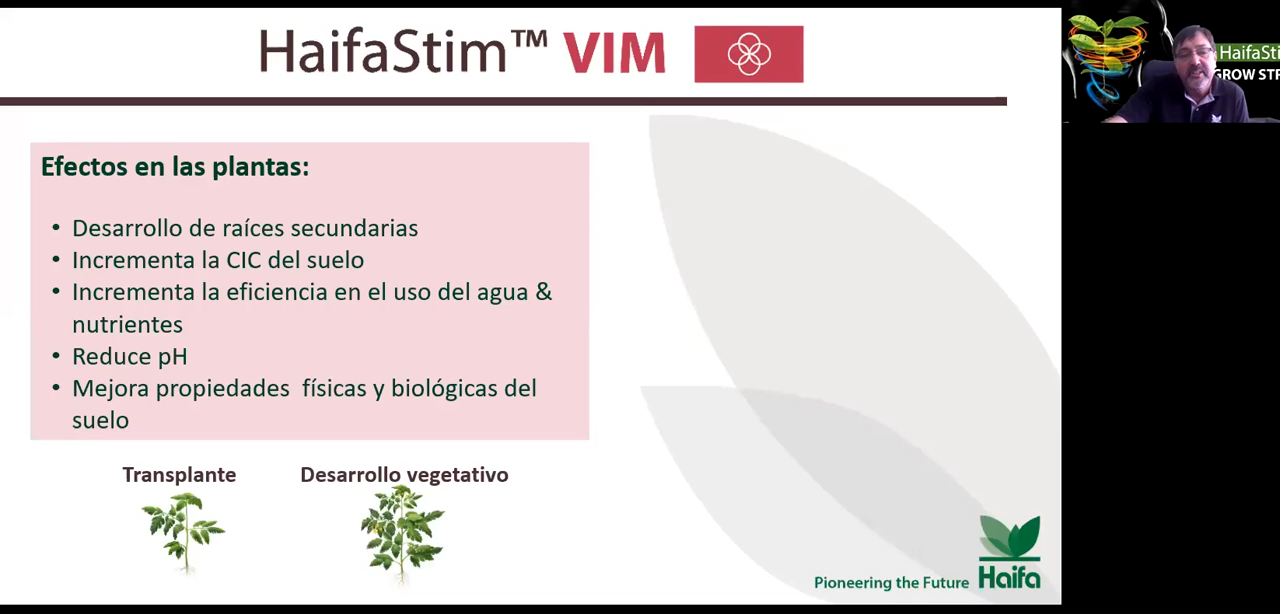 HaifaStim™ VIM
Efectos en las plantas:
• Desarrollo de raíces secundarias
• Incrementa la CIC del suelo
• Incrementa la eficiencia en el uso del agua &
nutrientes
• Reduce pH
• Mejora propiedades físicas y biológicas del
suelo
Transplante
Desarrollo vegetativo
Pioneering the Future
Haifa
HaifaSti
GROW STR